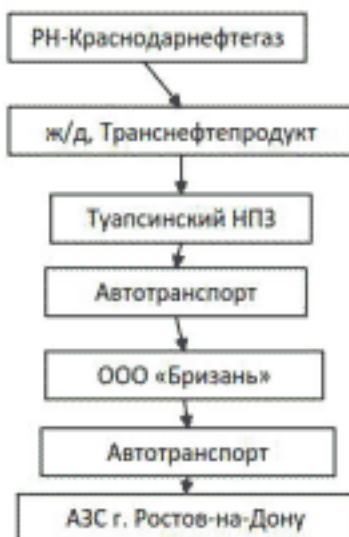 РН-Краснодарнефтегаз
ж/д, Транснефтепродукт
Туапсинский НПЗ
Автотранспорт
ООО «Бризань»
Автотранспорт
АЗС г. Ростов-на-Дону